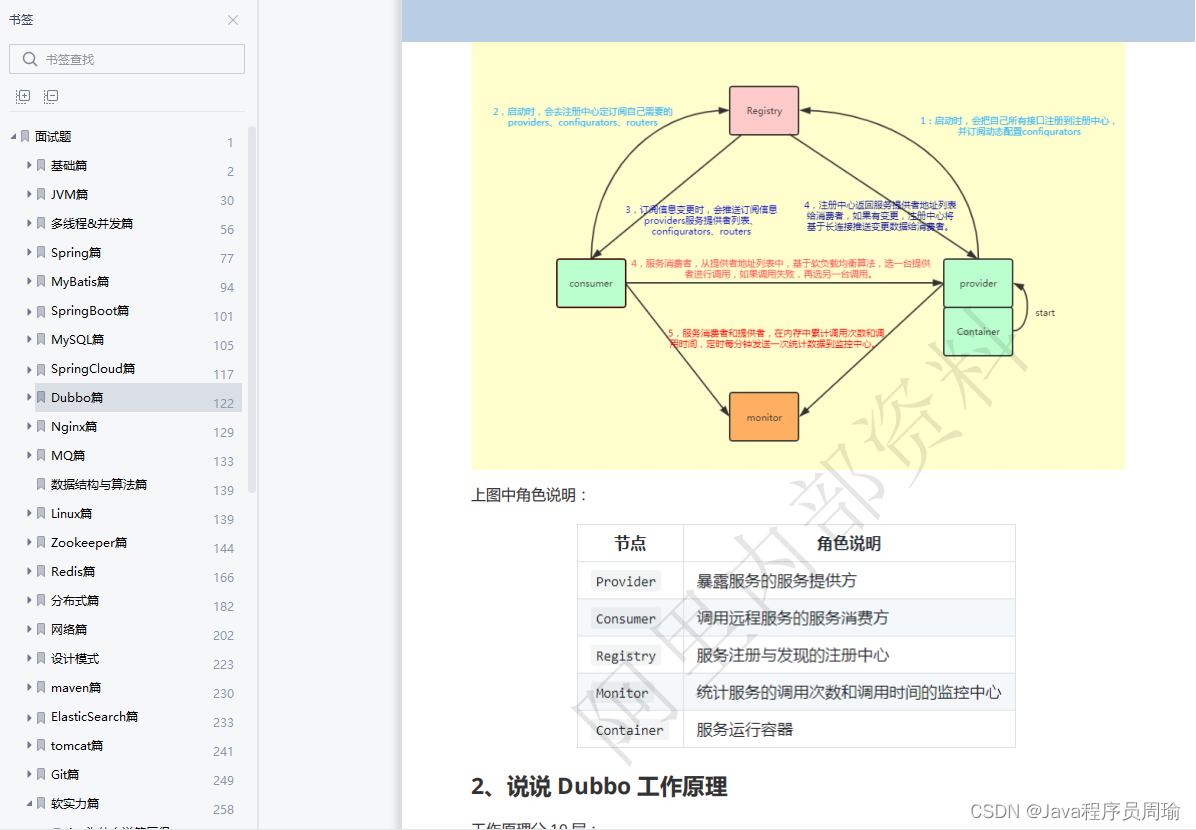 书签
书签查找
面试题 1
基础篇 2
JVM篇 30
多线程&并发篇 56
Spring篇 77
MyBatis篇 94
SpringBoot篇 101
MySQL篇 105
SpringCloud篇 117
Dubbo篇 122
Nginx篇 129
MQ篇 133
数据结构与算法篇 139
Linux篇 139
Zookeeper篇 144
Redis篇 166
分布式篇 182
网络篇 202
设计模式 223
maven篇 230
ElasticSearch篇 233
tomcat篇 241
Git篇 249
软实力篇 258
Registry
2，启动时，会去注册中心定订阅自己需要的
providers、configurators、routers
1：启动时，会把自己所有接口注册到注册中心，
并订阅动态配置configurators
3，订阅信息变更时，会推送订阅信息
providers服务提供者列表、
configurators、routers
4，注册中心返回服务提供者地址列表
给消费者，如果有变更，注册中心将
基于长连接推送变更数据给消费者。
4，服务消费者，从提供者地址列表中，基于软负载均衡算法，选一台提供
者进行调用，如果调用失败，再选另一台调用。
consumer
provider
Container
start
5，服务消费者和提供者，在内存中累计调用次数和调
用时间，定时每分钟发送一次统计数据到监控中心。
monitor
上图中角色说明：
节点 角色说明
Provider 暴露服务的服务提供方
Consumer 调用远程服务的服务消费方
Registry 服务注册与发现的注册中心
Monitor 统计服务的调用次数和调用时间的监控中心
Container 服务运行容器
阿里内部资料
2、说说 Dubbo 工作原理
工作原理分 10 层：
CSDN @Java程序员周瑜